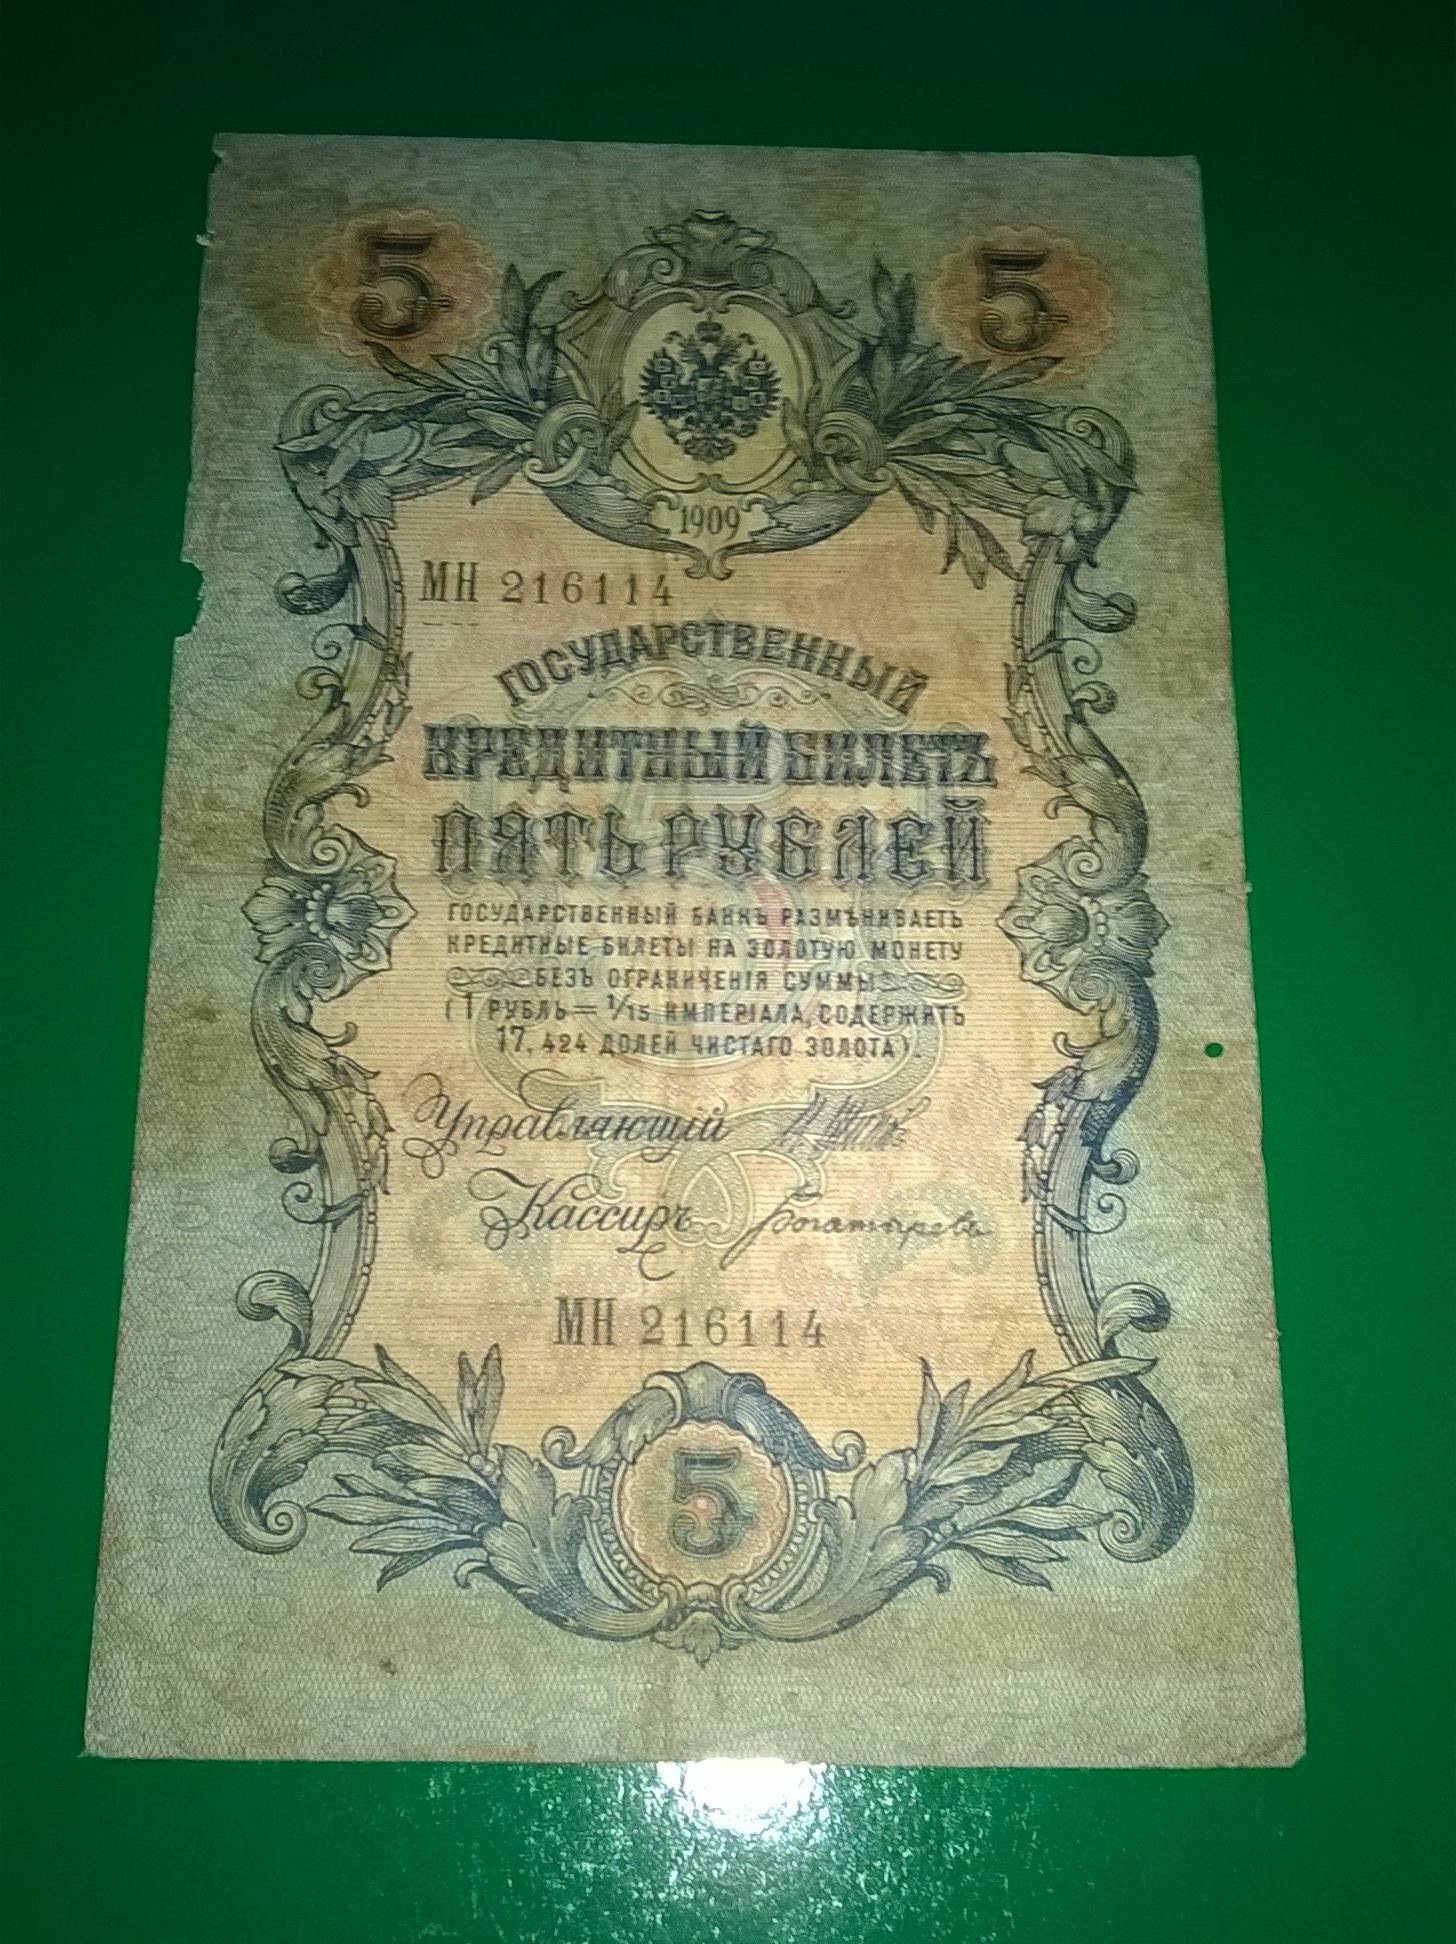 5 5
1909
МН 216114
ГОСУДАРСТВЕННЫЙ
КРЕДИТНЫЙ БИЛЕТЪ
ПЯТЬ РУБЛЕЙ
ГОСУДАРСТВЕННЫЙ БАНКЪ РАЗМѢНИВАЕТЪ
КРЕДИТНЫЕ БИЛЕТЫ НА ЗОЛОТУЮ МОНЕТУ
БЕЗЪ ОГРАНИЧЕНІЯ СУММЫ
(1 РУБЛЬ = 1/15 ИМПЕРІАЛА, СОДЕРЖИТЪ
17,424 ДОЛЕЙ ЧИСТАГО ЗОЛОТА).
Управляющій
Кассиръ Богатыревъ
МН 216114
5